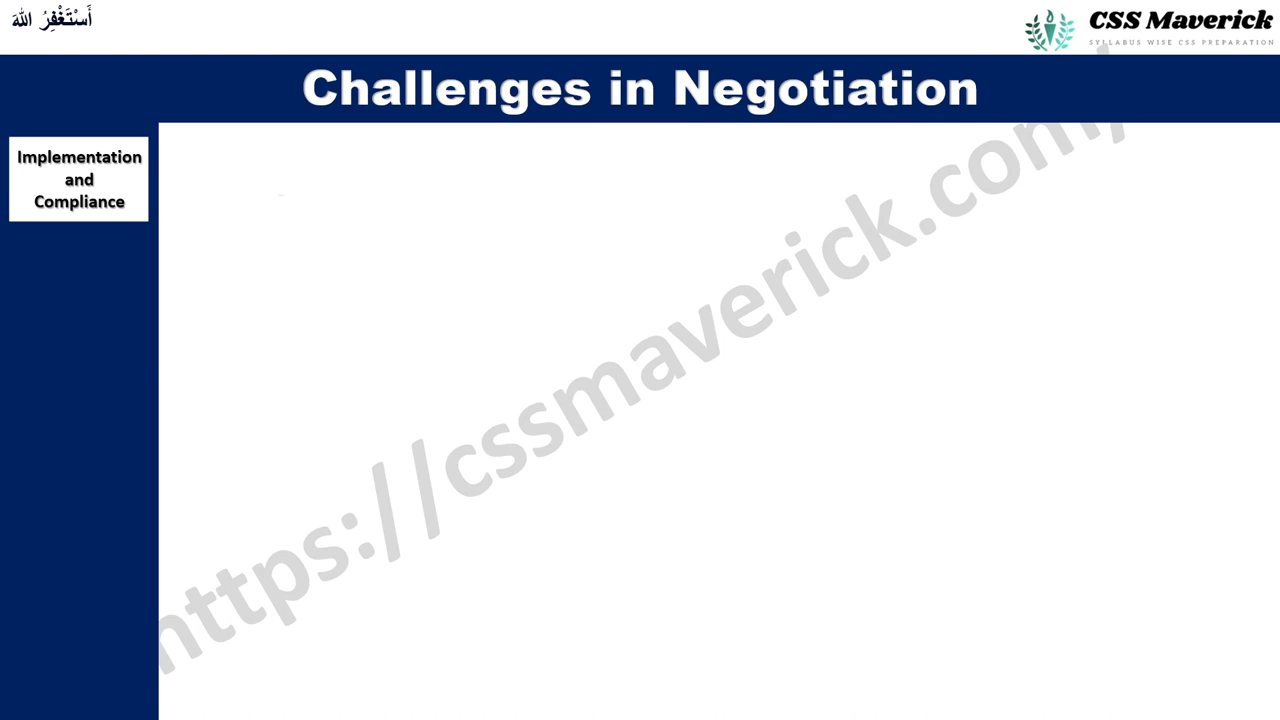 أَسْتَغْفِرُ اللهَ
CSS Maverick
SYLLABUS WISE CSS PREPARATION
Challenges in Negotiation
Implementation
and
Compliance
https://cssmaverick.com/